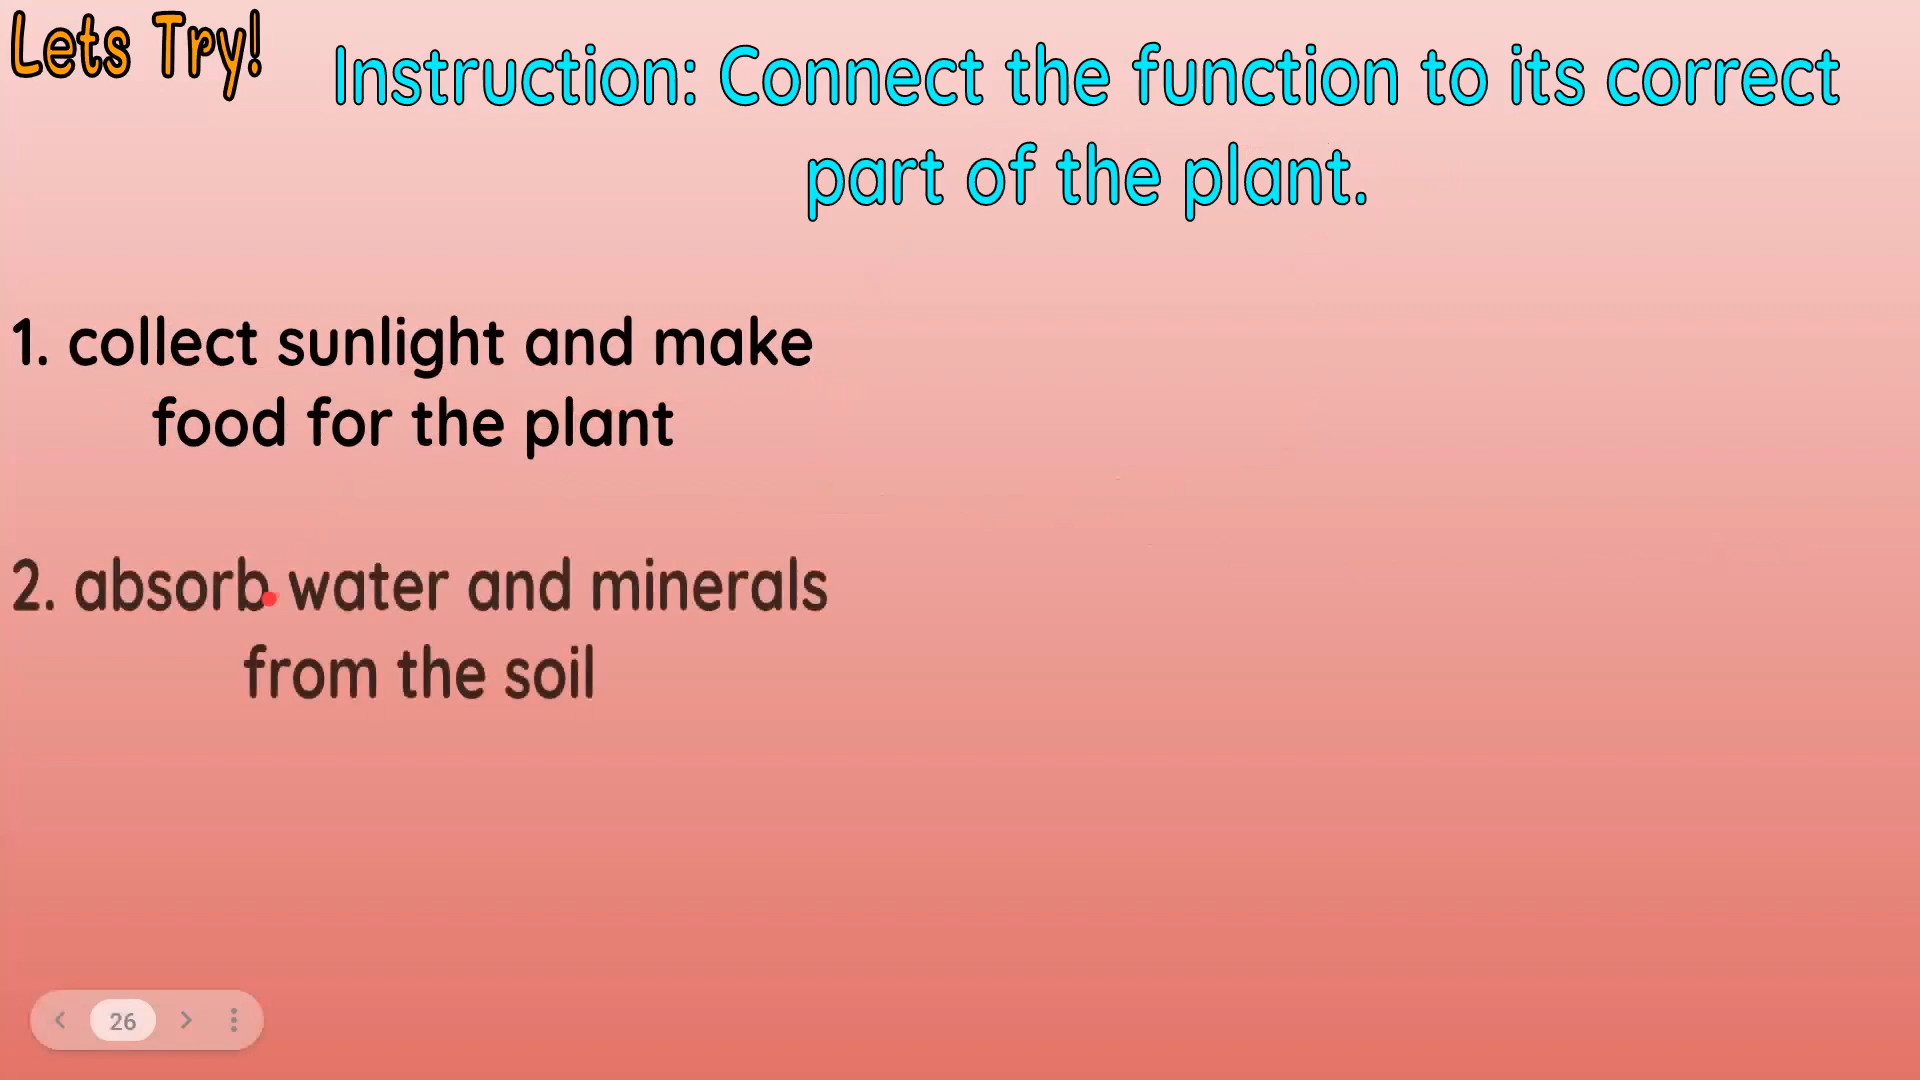 Lets Try!
Instruction: Connect the function to its correct
part of the plant.
1. collect sunlight and make
food for the plant
2. absorb water and minerals
from the soil
26